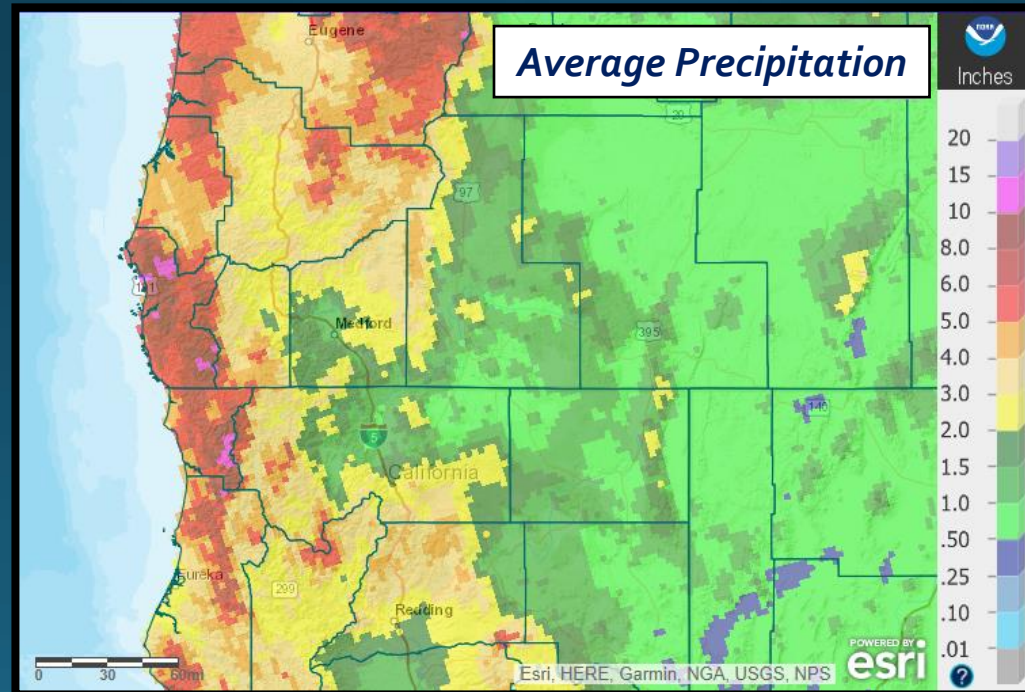 Average Precipitation
NOAA
Inches
20
15
10
8.0
6.0
5.0
4.0
3.0
2.0
1.5
1.0
.50
.25
.10
.01
?
Eugene
20
97
101
Medford
395
140
5
California
Eureka
299
Redding
0 30 60mi
Esri, HERE, Garmin, NGA, USGS, NPS
POWERED BY
esri